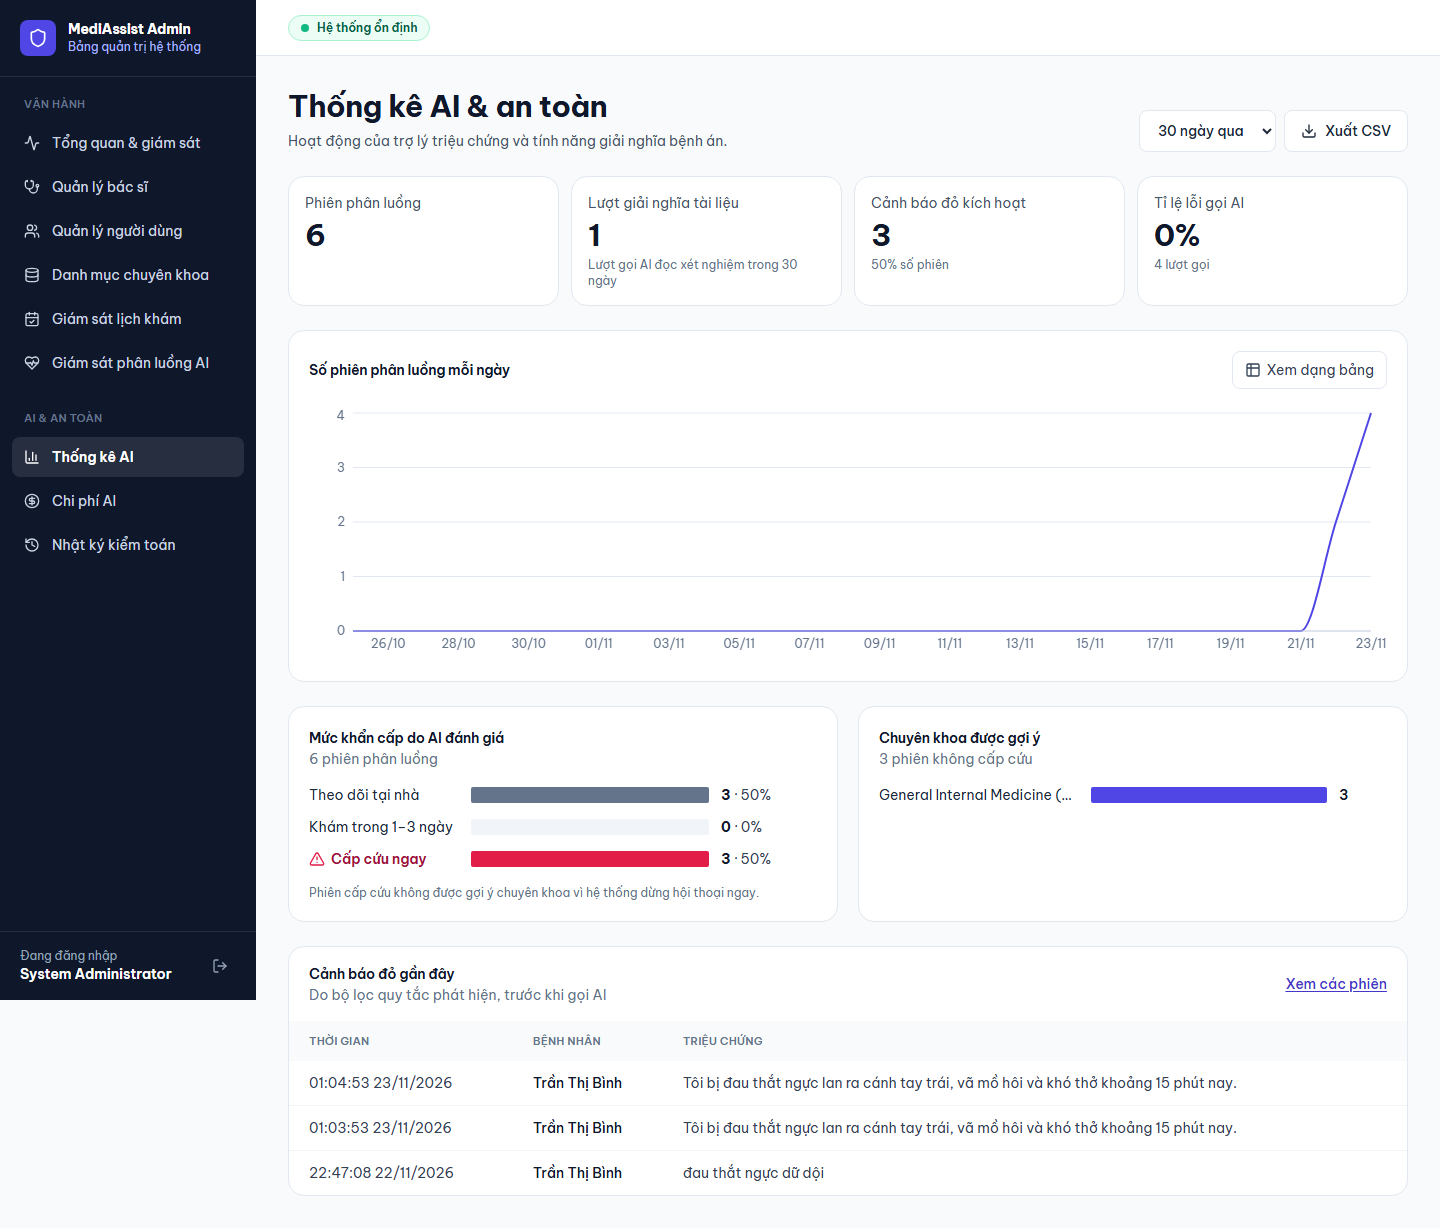 MediAssist Admin
Bảng quản trị hệ thống
VẬN HÀNH
Tổng quan & giám sát
Quản lý bác sĩ
Quản lý người dùng
Danh mục chuyên khoa
Giám sát lịch khám
Giám sát phân luồng AI
AI & AN TOÀN
Thống kê AI
Chi phí AI
Nhật ký kiểm toán
Đang đăng nhập
System Administrator
Hệ thống ổn định
Thống kê AI & an toàn
Hoạt động của trợ lý triệu chứng và tính năng giải nghĩa bệnh án.
30 ngày qua
Xuất CSV
Phiên phân luồng
6
Lượt giải nghĩa tài liệu
1
Lượt gọi AI đọc xét nghiệm trong 30
ngày
Cảnh báo đỏ kích hoạt
3
50% số phiên
Tỉ lệ lỗi gọi AI
0%
4 lượt gọi
Số phiên phân luồng mỗi ngày
Xem dạng bảng
4
3
2
1
0
26/10 28/10 30/10 01/11 03/11 05/11 07/11 09/11 11/11 13/11 15/11 17/11 19/11 21/11 23/11
Mức khẩn cấp do AI đánh giá
6 phiên phân luồng
Theo dõi tại nhà 3 · 50%
Khám trong 1–3 ngày 0 · 0%
Cấp cứu ngay 3 · 50%
Phiên cấp cứu không được gợi ý chuyên khoa vì hệ thống dừng hội thoại ngay.
Chuyên khoa được gợi ý
3 phiên không cấp cứu
General Internal Medicine (... 3
Cảnh báo đỏ gần đây
Do bộ lọc quy tắc phát hiện, trước khi gọi AI
Xem các phiên
THỜI GIAN BỆNH NHÂN TRIỆU CHỨNG
01:04:53 23/11/2026 Trần Thị Bình Tôi bị đau thắt ngực lan ra cánh tay trái, vã mồ hôi và khó thở khoảng 15 phút nay.
01:03:53 23/11/2026 Trần Thị Bình Tôi bị đau thắt ngực lan ra cánh tay trái, vã mồ hôi và khó thở khoảng 15 phút nay.
22:47:08 22/11/2026 Trần Thị Bình đau thắt ngực dữ dội